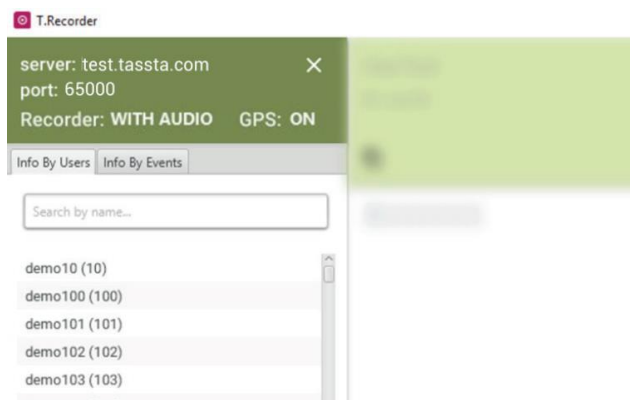 T.Recorder
server: test.tassta.com
port: 65000
Recorder: WITH AUDIO GPS: ON
Info By Users Info By Events
Search by name...
demo10 (10)
demo100 (100)
demo101 (101)
demo102 (102)
demo103 (103)